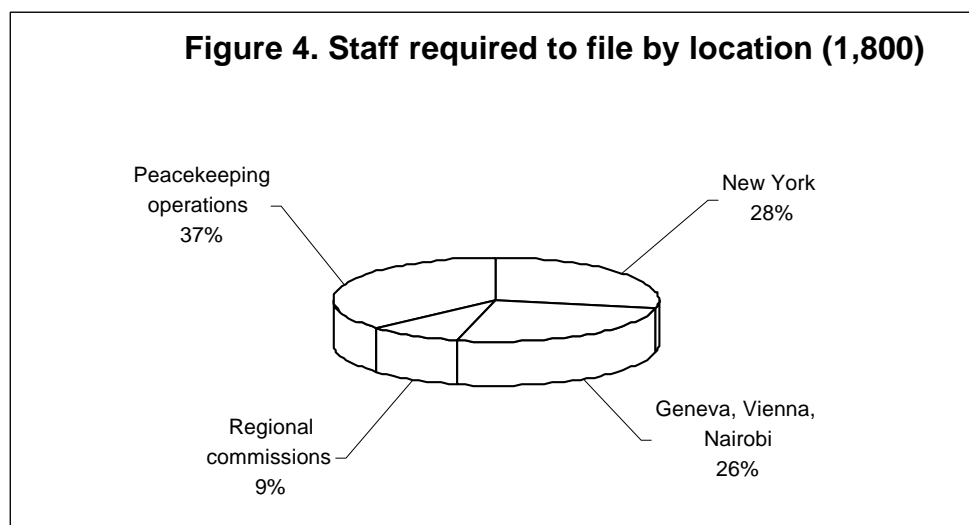 Figure 4. Staff required to file by location (1,800)
Peacekeeping
operations
37%
New York
28%
Regional
commissions
9%
Geneva, Vienna,
Nairobi
26%